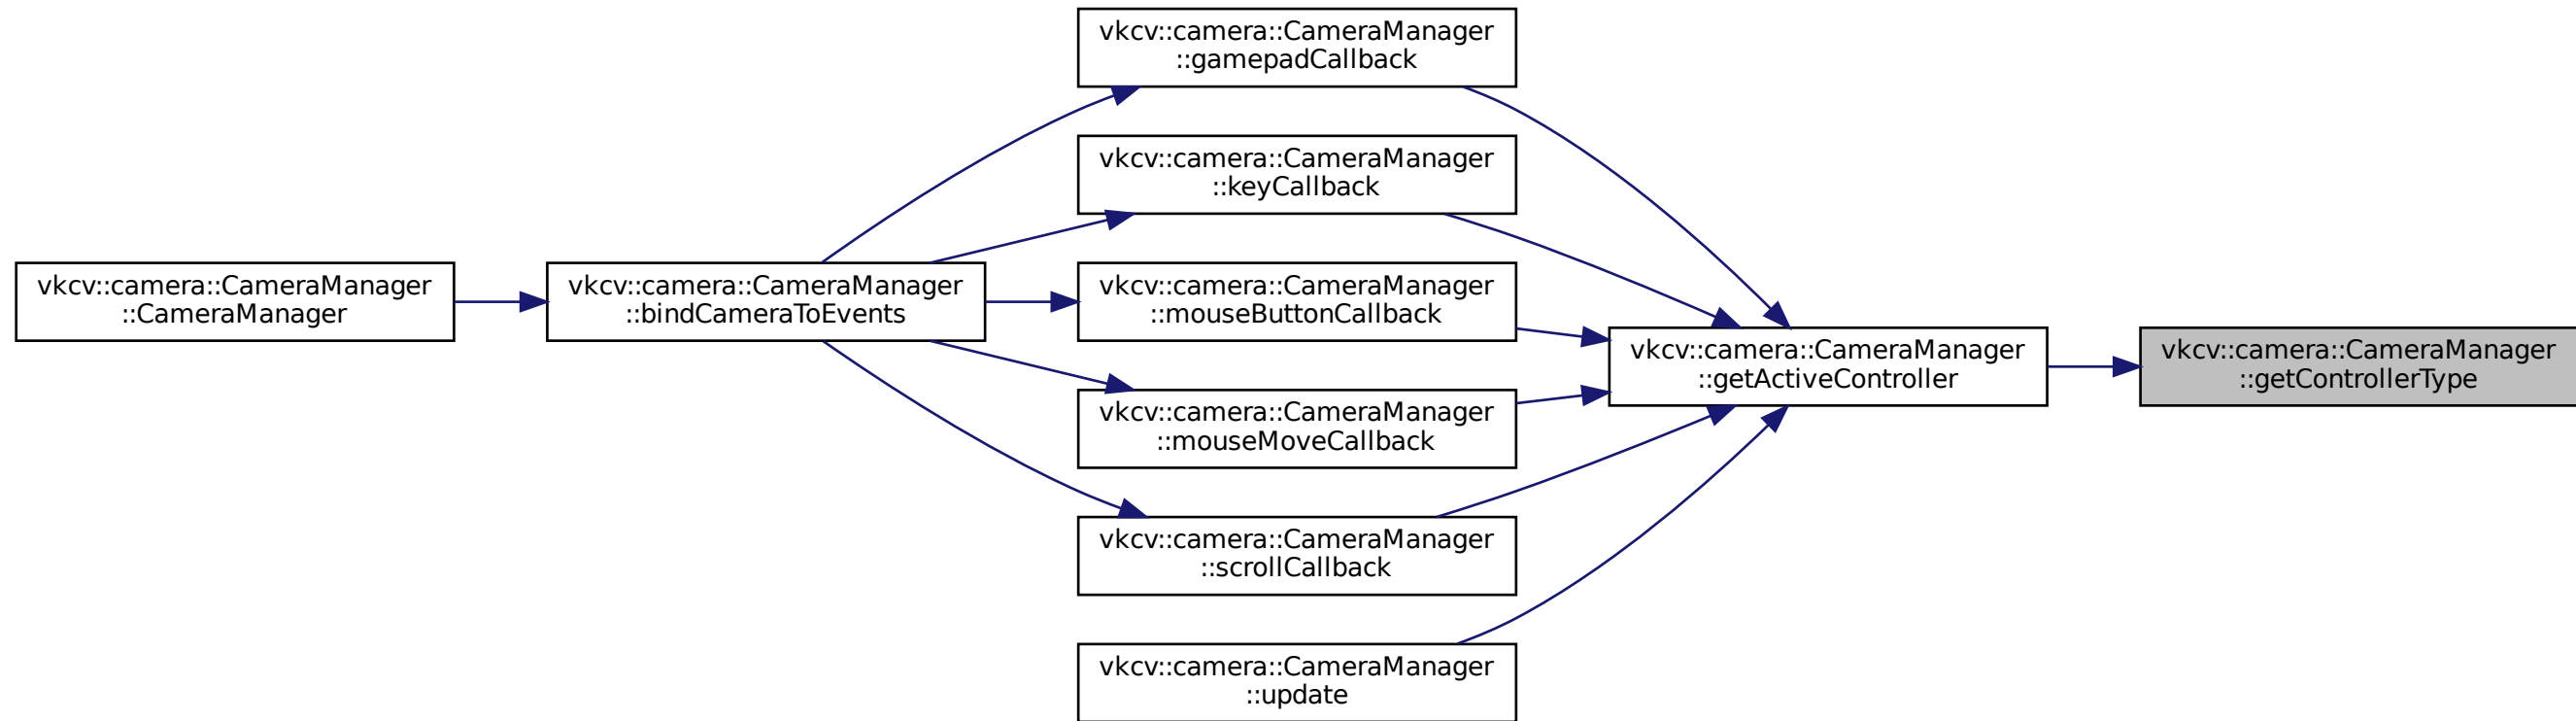 vkcv::camera::CameraManager
::gamepadCallback
vkcv::camera::CameraManager
::keyCallback
vkcv::camera::CameraManager
::CameraManager
vkcv::camera::CameraManager
::bindCameraToEvents
vkcv::camera::CameraManager
::mouseButtonCallback
vkcv::camera::CameraManager
::getActiveController
vkcv::camera::CameraManager
::getControllerType
vkcv::camera::CameraManager
::mouseMoveCallback
vkcv::camera::CameraManager
::scrollCallback
vkcv::camera::CameraManager
::update